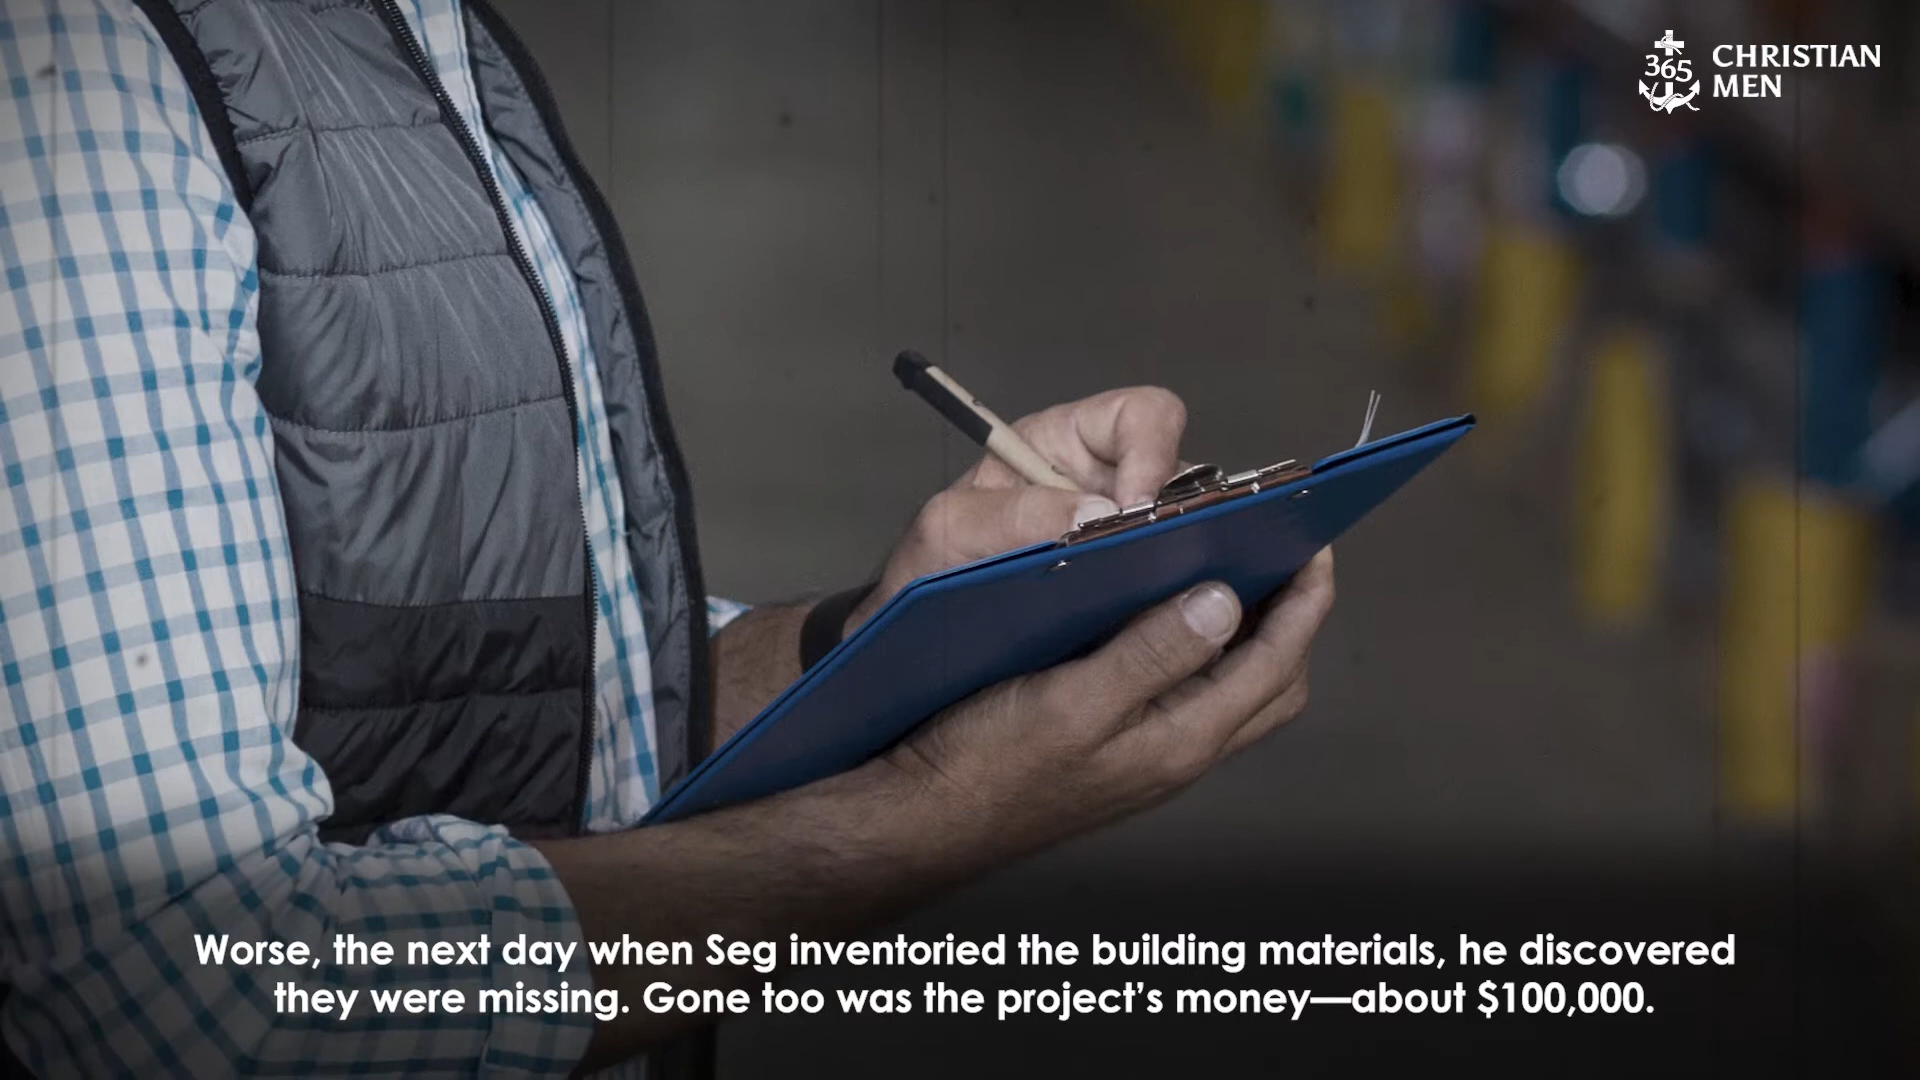 365
CHRISTIAN
MEN
Worse, the next day when Seg inventoried the building materials, he discovered
they were missing. Gone too was the project’s money—about $100,000.